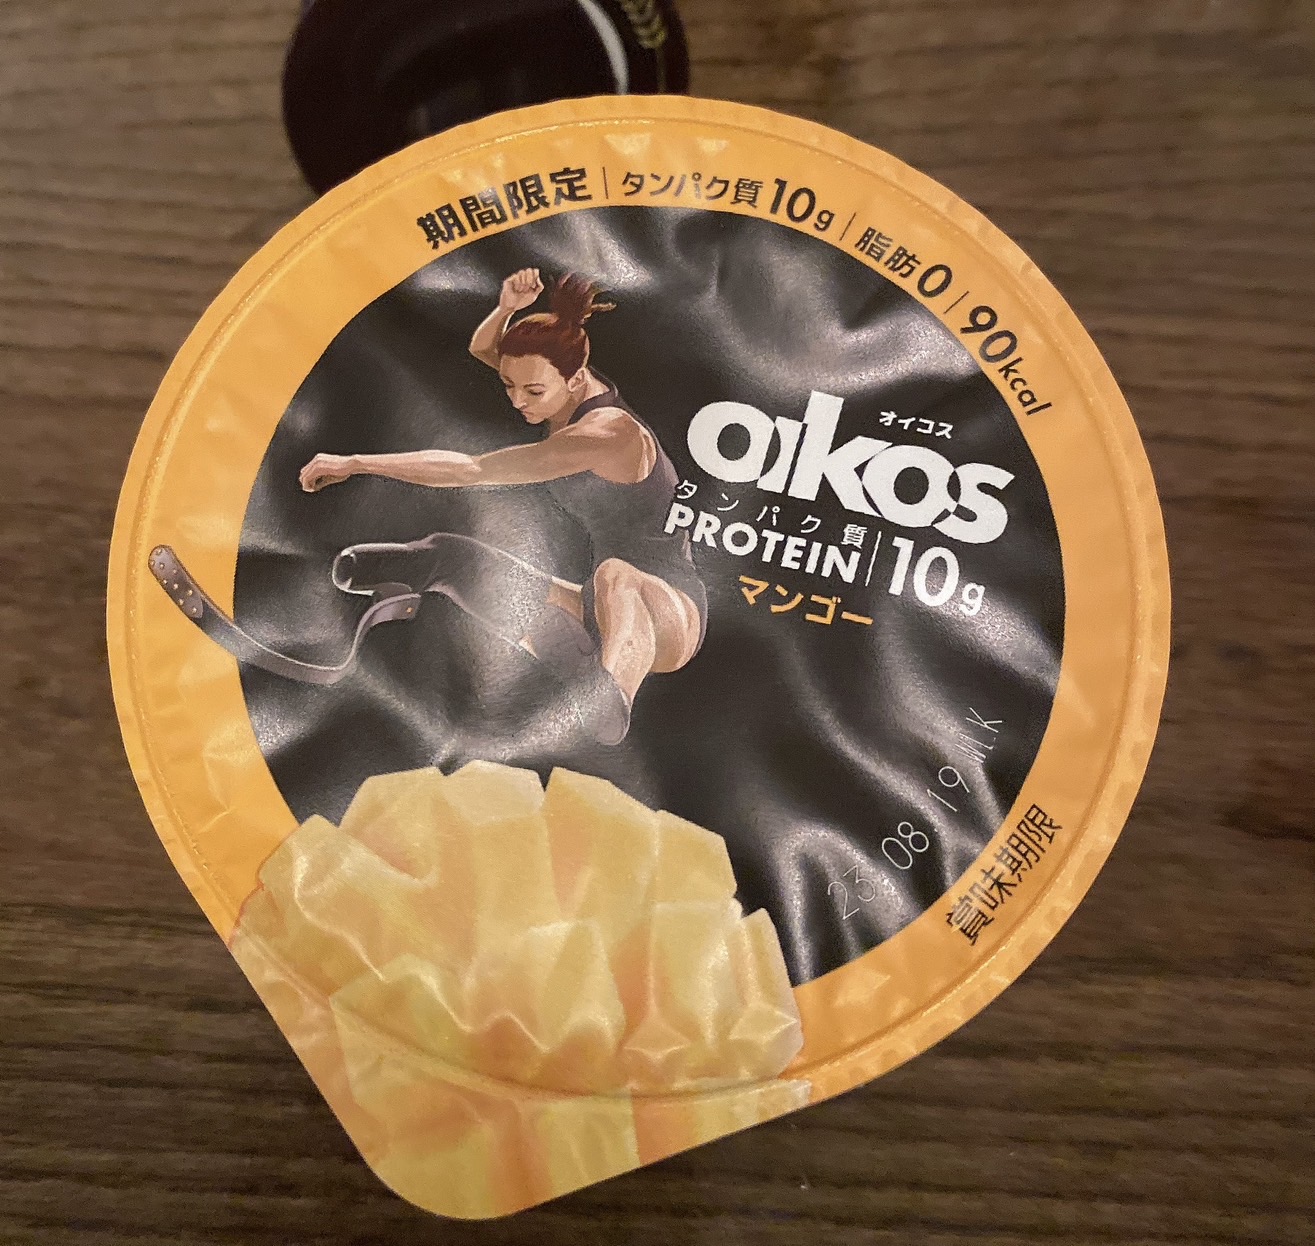 期間限定|タンパク質10g|脂肪0|90kcal
オイコス
oikos
タンパク質
PROTEIN|10g
マンゴー
23.08.19 MLK
賞味期限